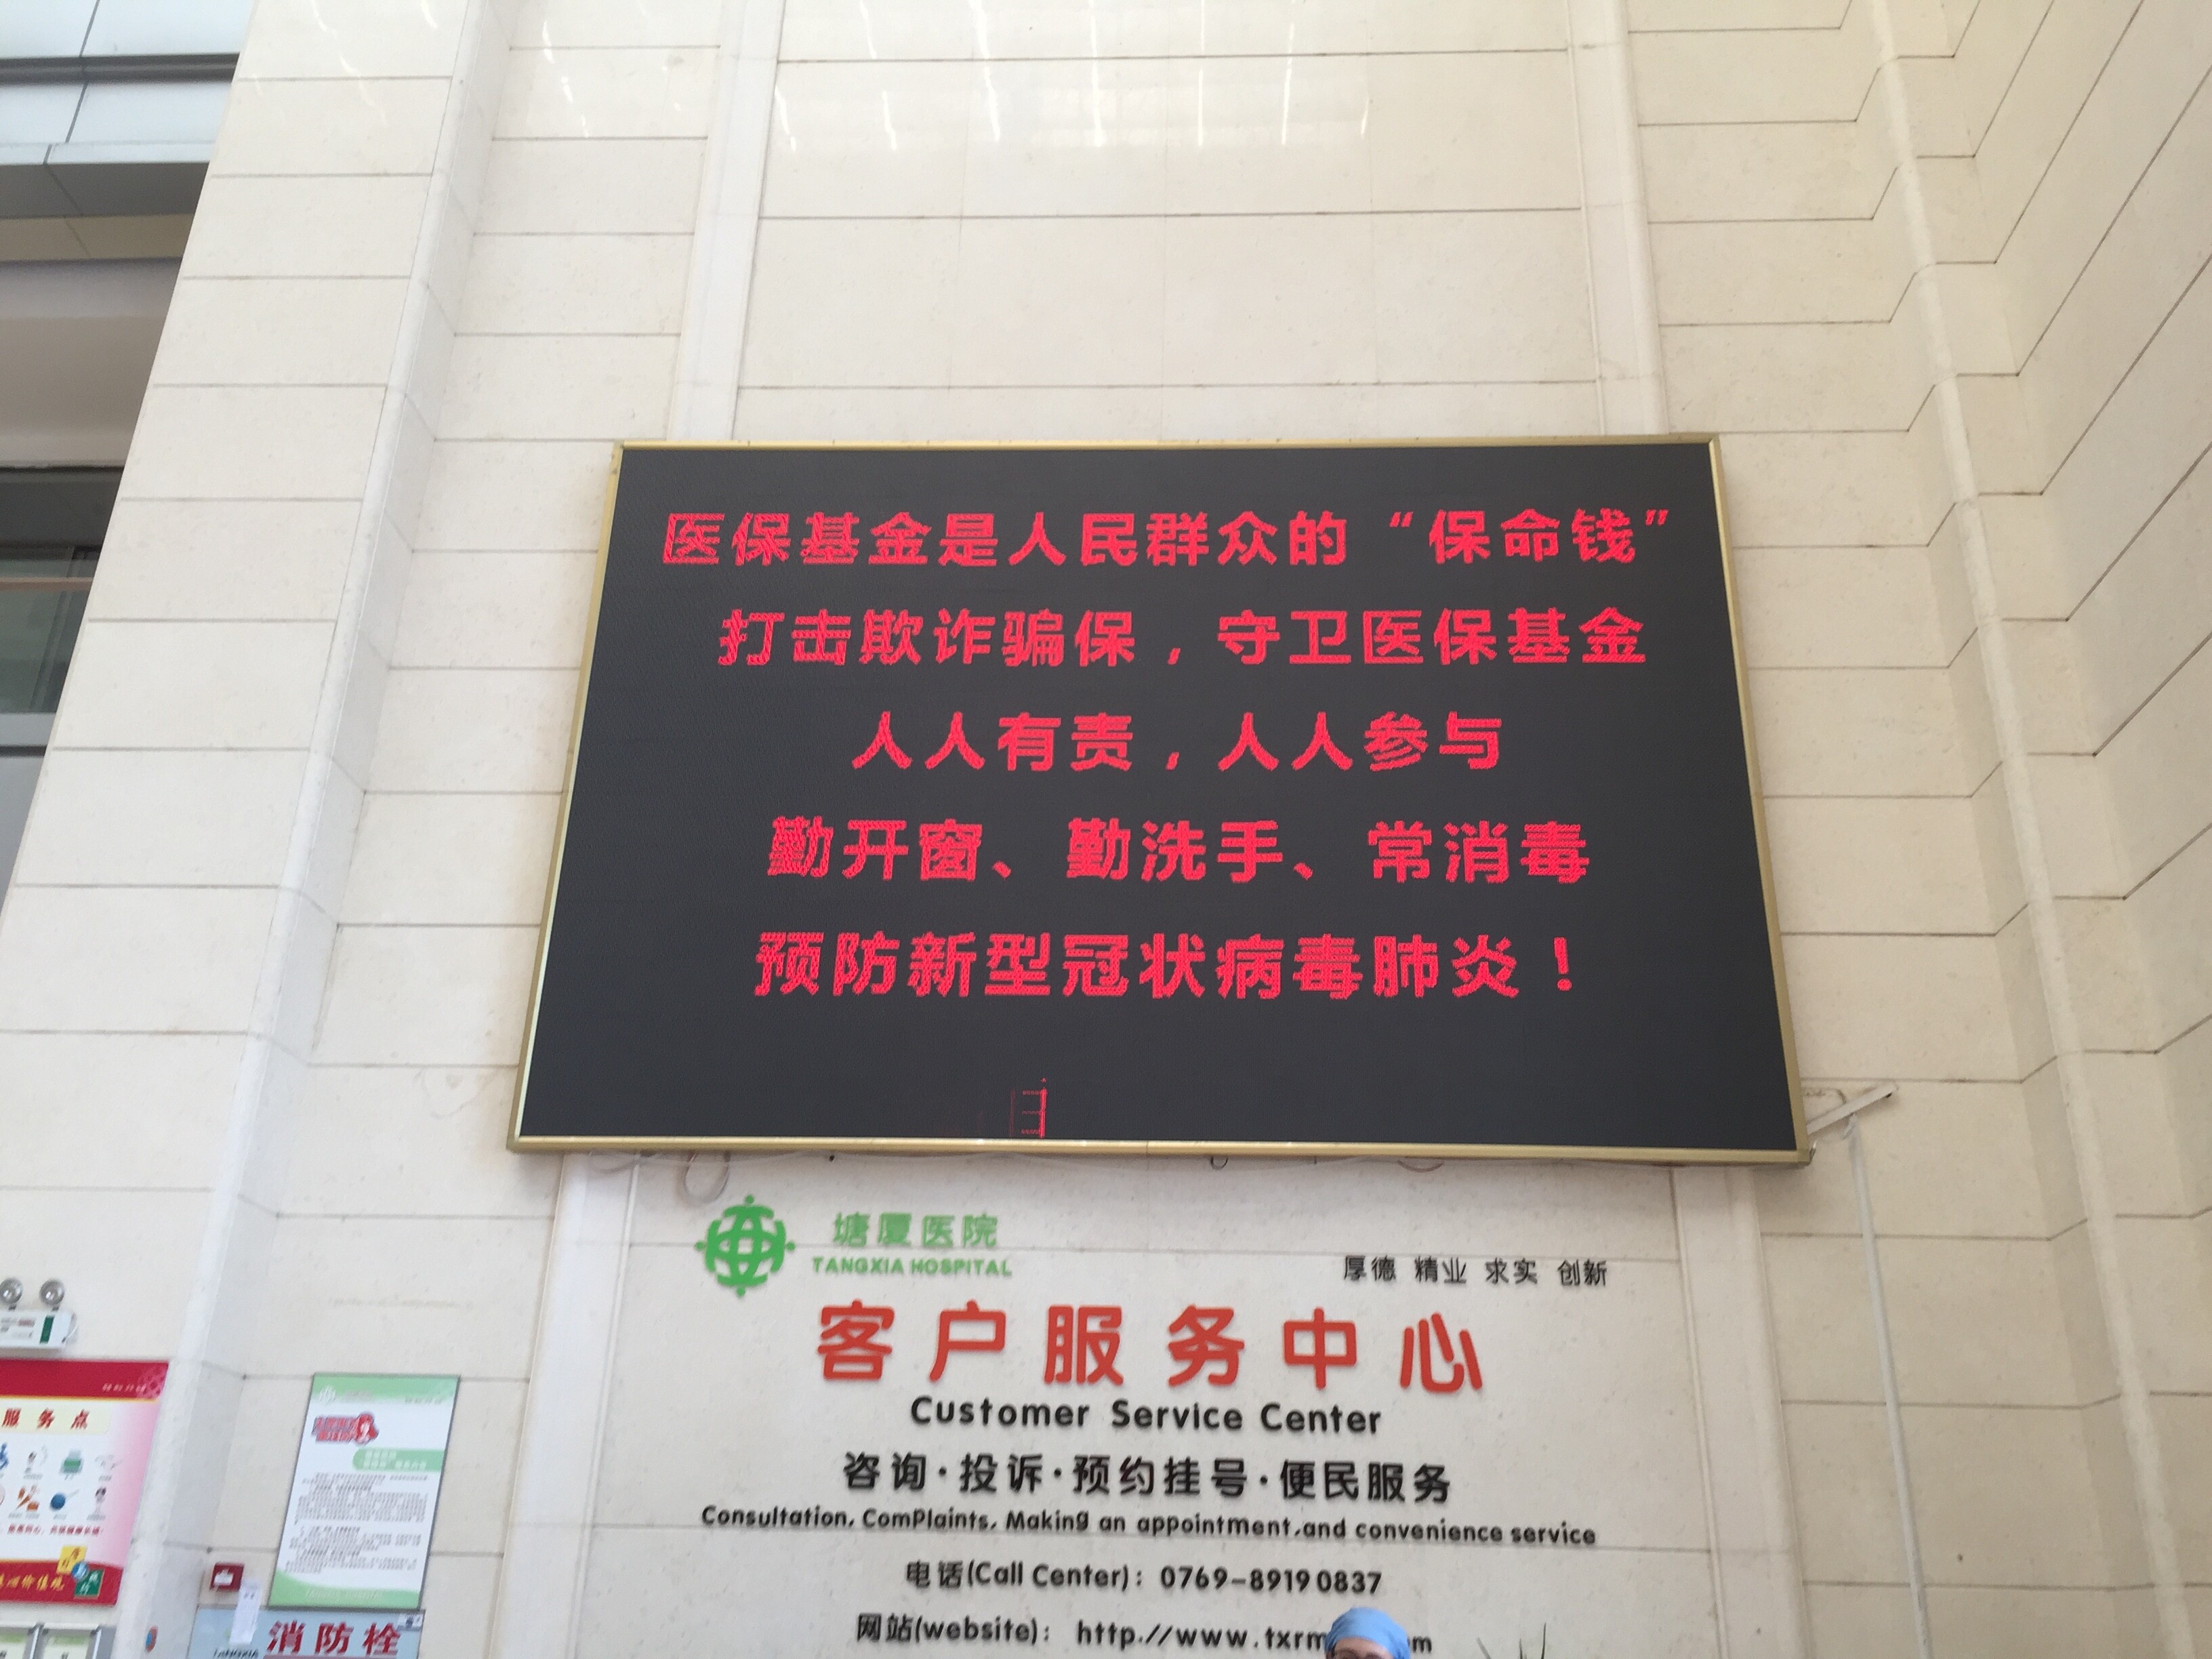 医保基金是人民群众的“保命钱”
打击欺诈骗保，守卫医保基金
人人有责，人人参与
勤开窗、勤洗手、常消毒
预防新型冠状病毒肺炎！
塘厦医院
TANGXIA HOSPITAL
厚德 精业 求实 创新
客户服务中心
Customer Service Center
咨询·投诉·预约挂号·便民服务
Consultation, ComPlaints, Making an appointment,and convenience service
电话(Call Center)：0769-89190837
网站(website)：http://www.txrm
服务点
消防栓
TANGXIA